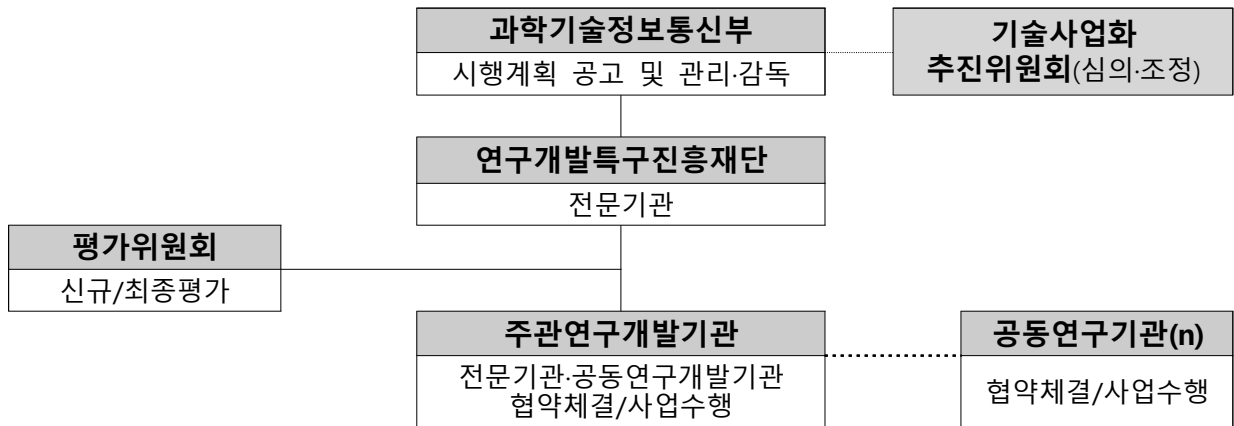 과학기술정보통신부
시행계획 공고 및 관리·감독
기술사업화
추진위원회(심의·조정)
연구개발특구진흥재단
전문기관
평가위원회
신규/최종평가
주관연구개발기관
전문기관·공동연구개발기관
협약체결/사업수행
공동연구기관(n)
협약체결/사업수행